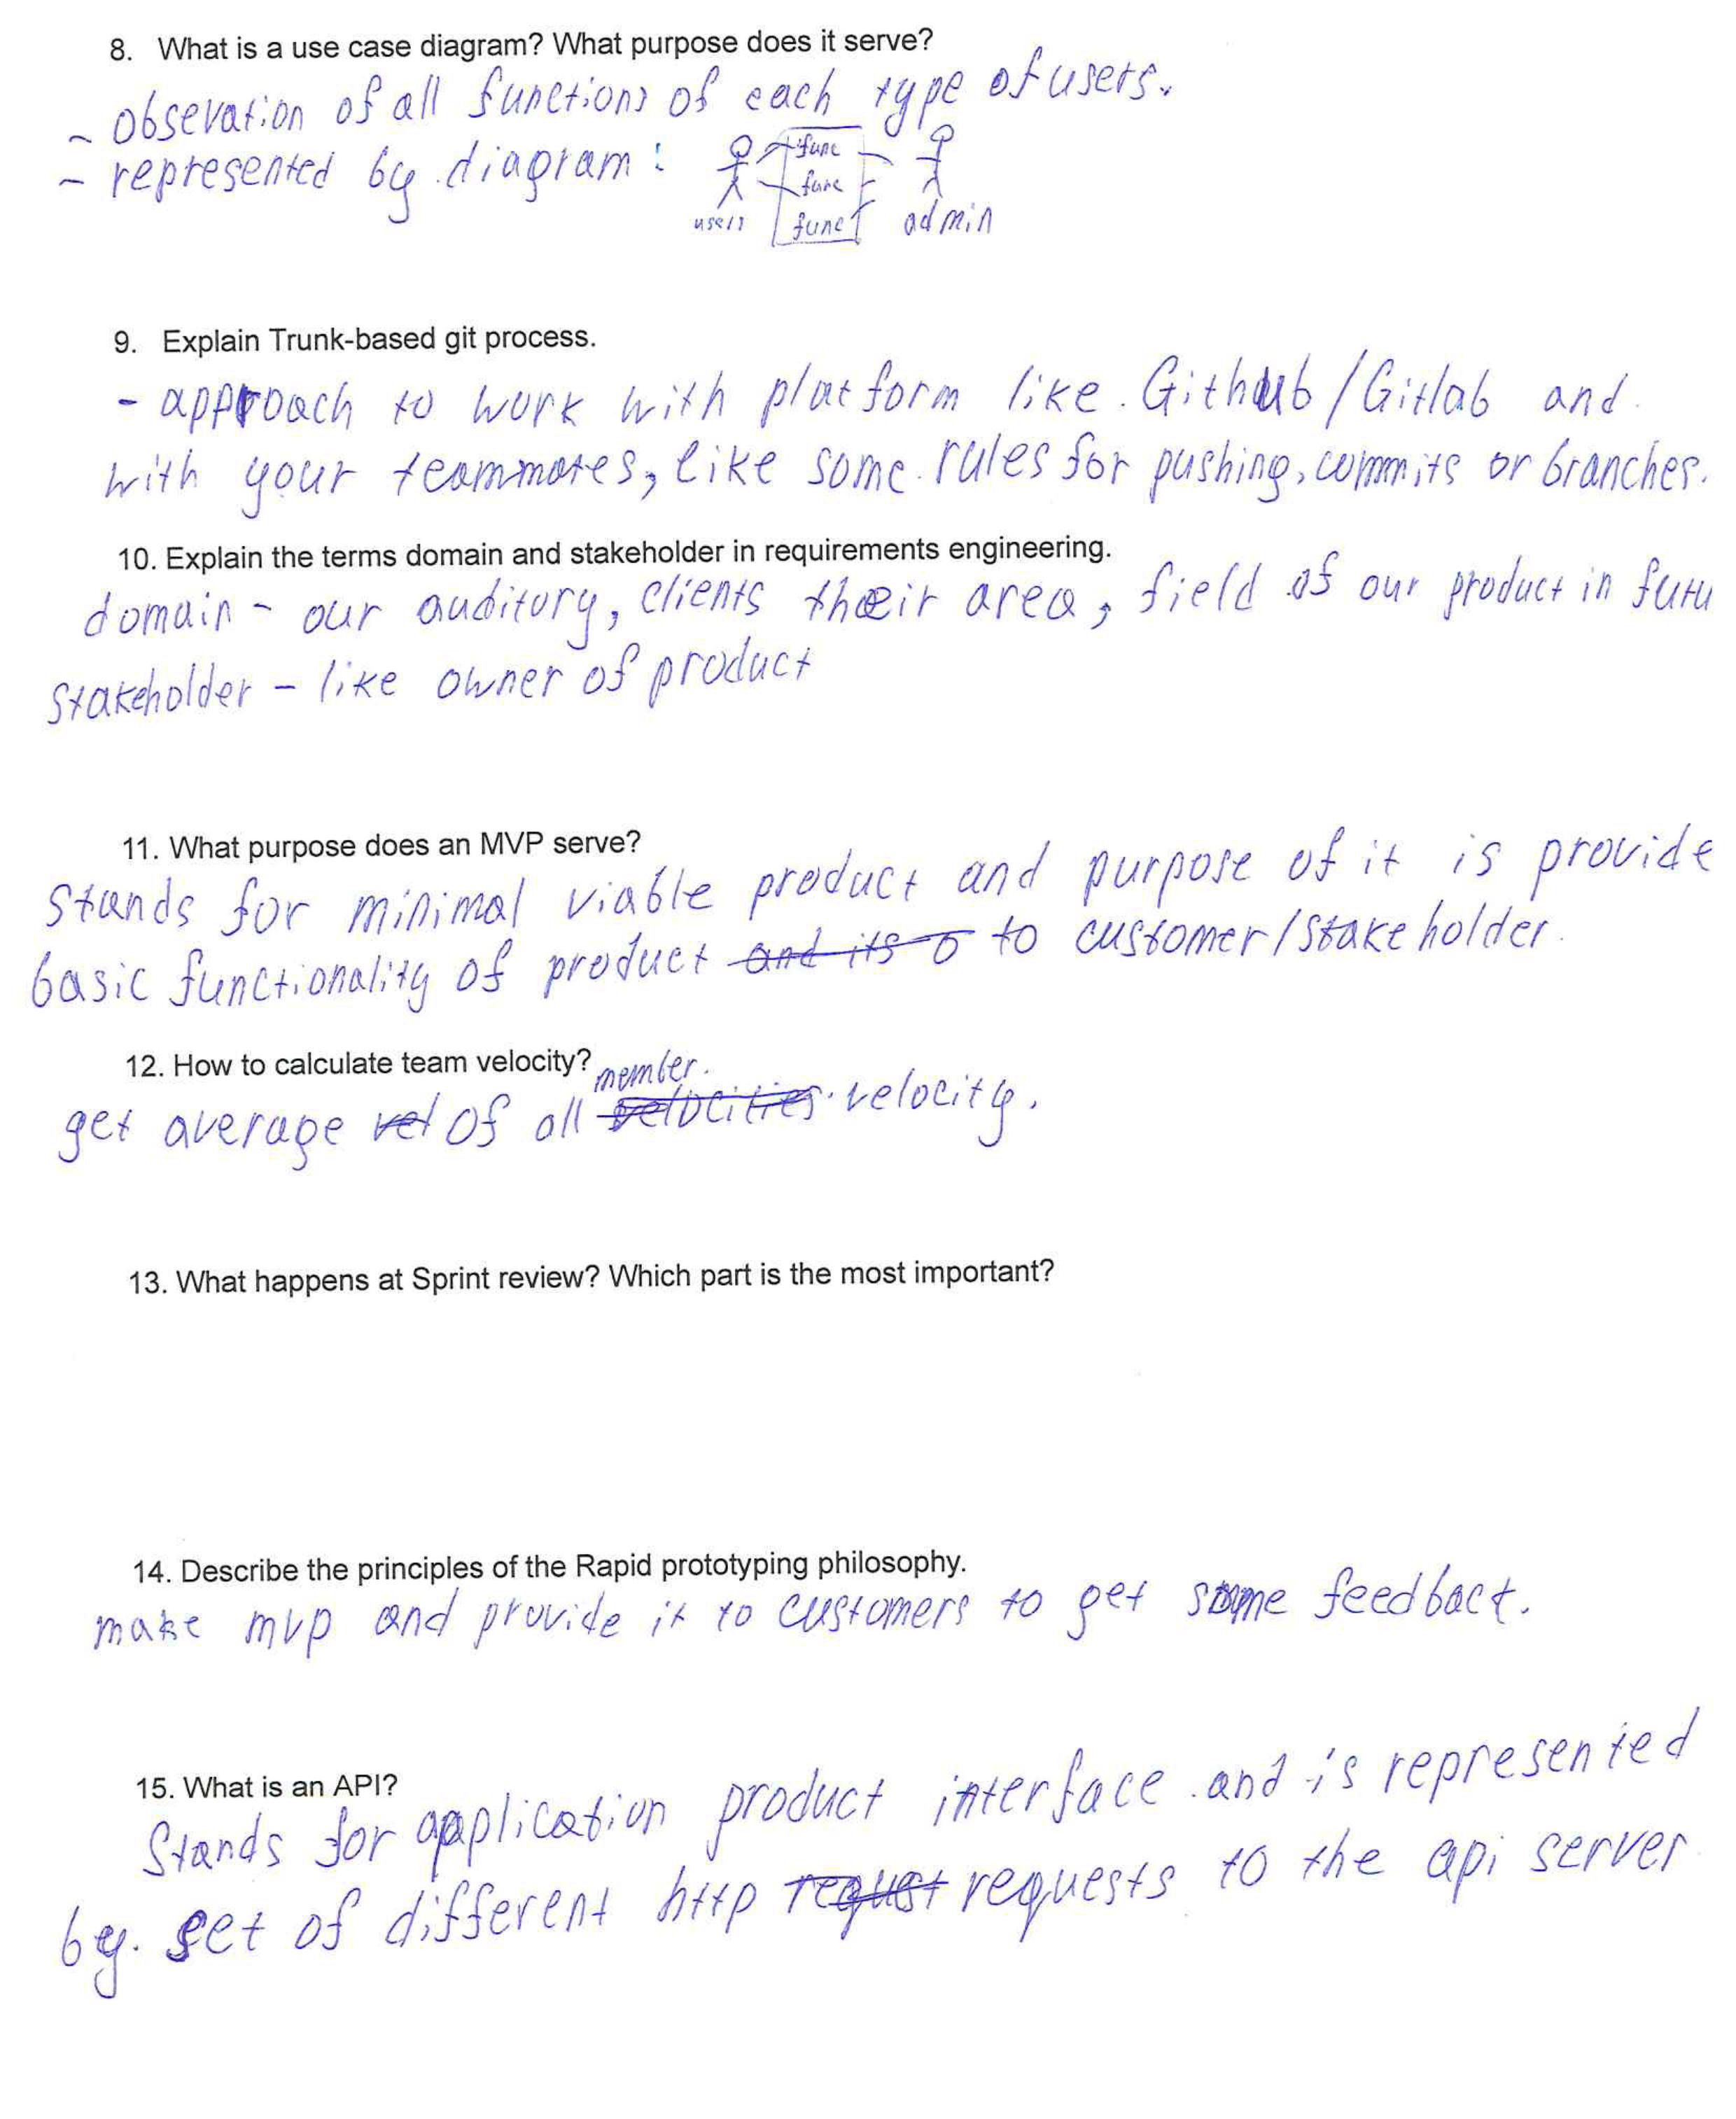 8. What is a use case diagram? What purpose does it serve?
- obsevation of all functions of each type of users.
- represented by diagram:
func
func
func
users
admin
9. Explain Trunk-based git process.
- approach to work with platform like Github/Gitlab and
with your teammates, like some rules for pushing, commits or branches.
10. Explain the terms domain and stakeholder in requirements engineering.
domain - our auditory, clients their area, field of our product in futu
stakeholder - like owner of product
11. What purpose does an MVP serve?
Stands for minimal viable product and purpose of it is provide
basic functionality of product and its o to customer/stakeholder.
12. How to calculate team velocity?
member
get average vel of all velocities velocity.
13. What happens at Sprint review? Which part is the most important?
14. Describe the principles of the Rapid prototyping philosophy.
make mvp and provide it to customers to get some feedback.
15. What is an API?
Stands for application product interface and is represented
by set of different http requst requests to the api server